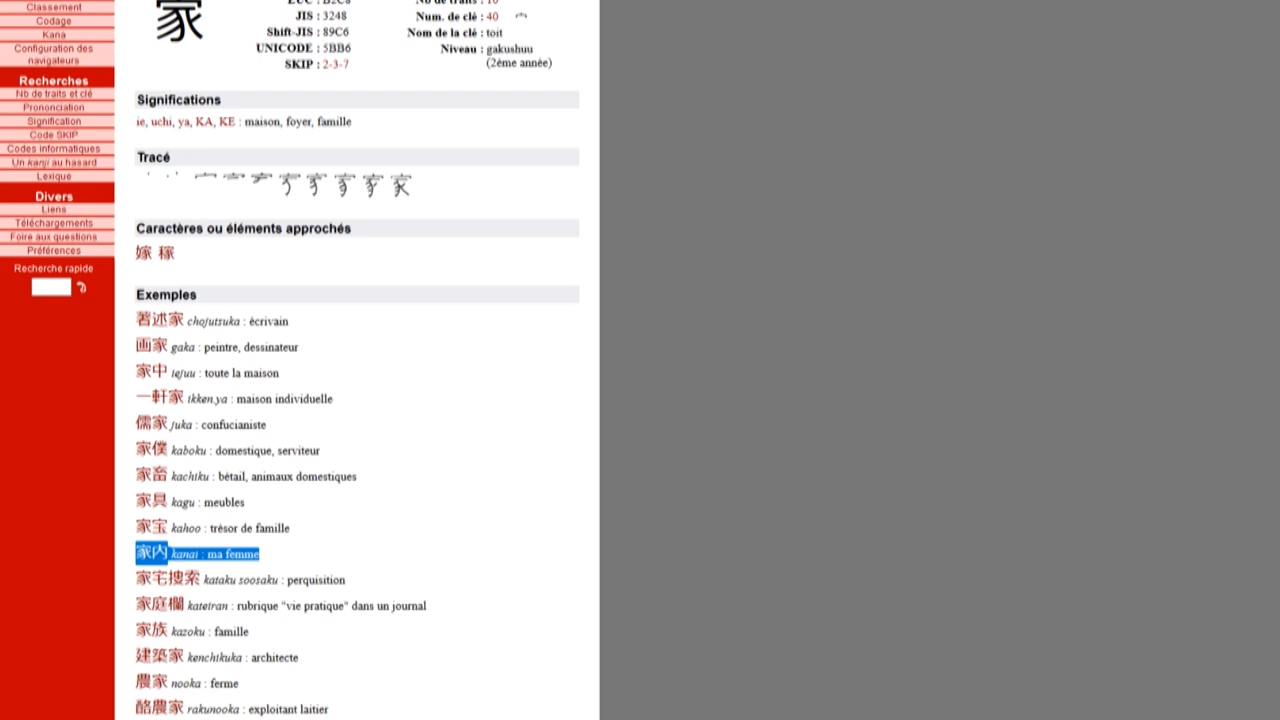 Classement
Codage
Kana
Configuration des
navigateurs
Recherches
Nb de traits et clé
Prononciation
Signification
Code SKIP
Codes informatiques
Un kanji au hasard
Lexique
Divers
Liens
Téléchargements
Foire aux questions
Préférences
Recherche rapide
家
EUC : B2C8
JIS : 3248
Shift-JIS : 89C6
UNICODE : 5BB6
SKIP : 2-3-7
Nb de traits : 10
Num. de clé : 40 宀
Nom de la clé : toit
Niveau : gakushuu
(2ème année)
Significations
ie, uchi, ya, KA, KE : maison, foyer, famille
Tracé
Caractères ou éléments approchés
嫁 稼
Exemples
著述家 chojutsuka : écrivain
画家 gaka : peintre, dessinateur
家中 iejuu : toute la maison
一軒家 ikken.ya : maison individuelle
儒家 juka : confucianiste
家僕 kaboku : domestique, serviteur
家畜 kachiku : bétail, animaux domestiques
家具 kagu : meubles
家宝 kahoo : trésor de famille
家内 kanai : ma femme
家宅捜索 kataku soosaku : perquisition
家庭欄 kateiran : rubrique "vie pratique" dans un journal
家族 kazoku : famille
建築家 kenchikuka : architecte
農家 nooka : ferme
酪農家 rakunooka : exploitant laitier